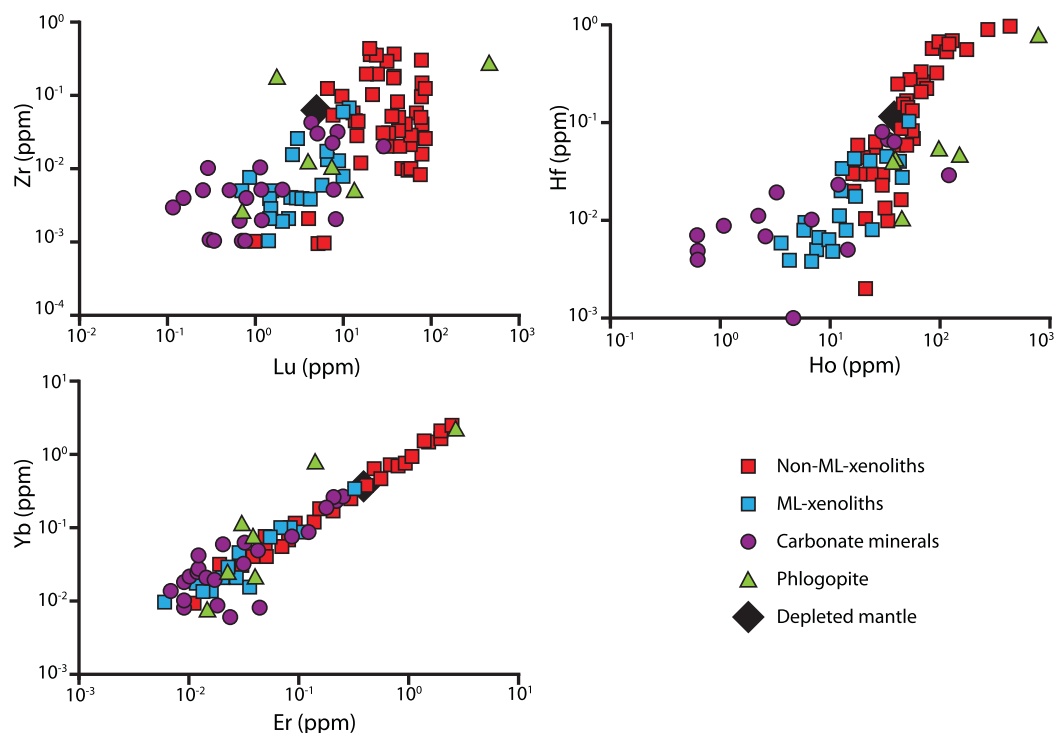 Zr (ppm)
10⁰
10⁻¹
10⁻²
10⁻³
10⁻⁴
10⁻² 10⁻¹ 10⁰ 10¹ 10² 10³
Lu (ppm)
Hf (ppm)
10⁰
10⁻¹
10⁻²
10⁻³
10⁻¹ 10⁰ 10¹ 10² 10³
Ho (ppm)
Yb (ppm)
10¹
10⁰
10⁻¹
10⁻²
10⁻³
10⁻³ 10⁻² 10⁻¹ 10⁰ 10¹
Er (ppm)
Non-ML-xenoliths
ML-xenoliths
Carbonate minerals
Phlogopite
Depleted mantle